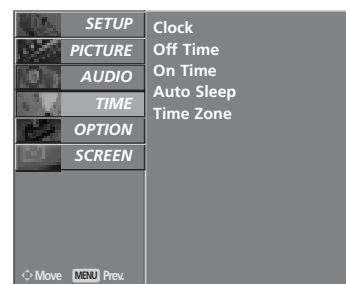 SETUP
PICTURE
AUDIO
TIME
OPTION
SCREEN
Clock
Off Time
On Time
Auto Sleep
Time Zone
Move MENU Prev.